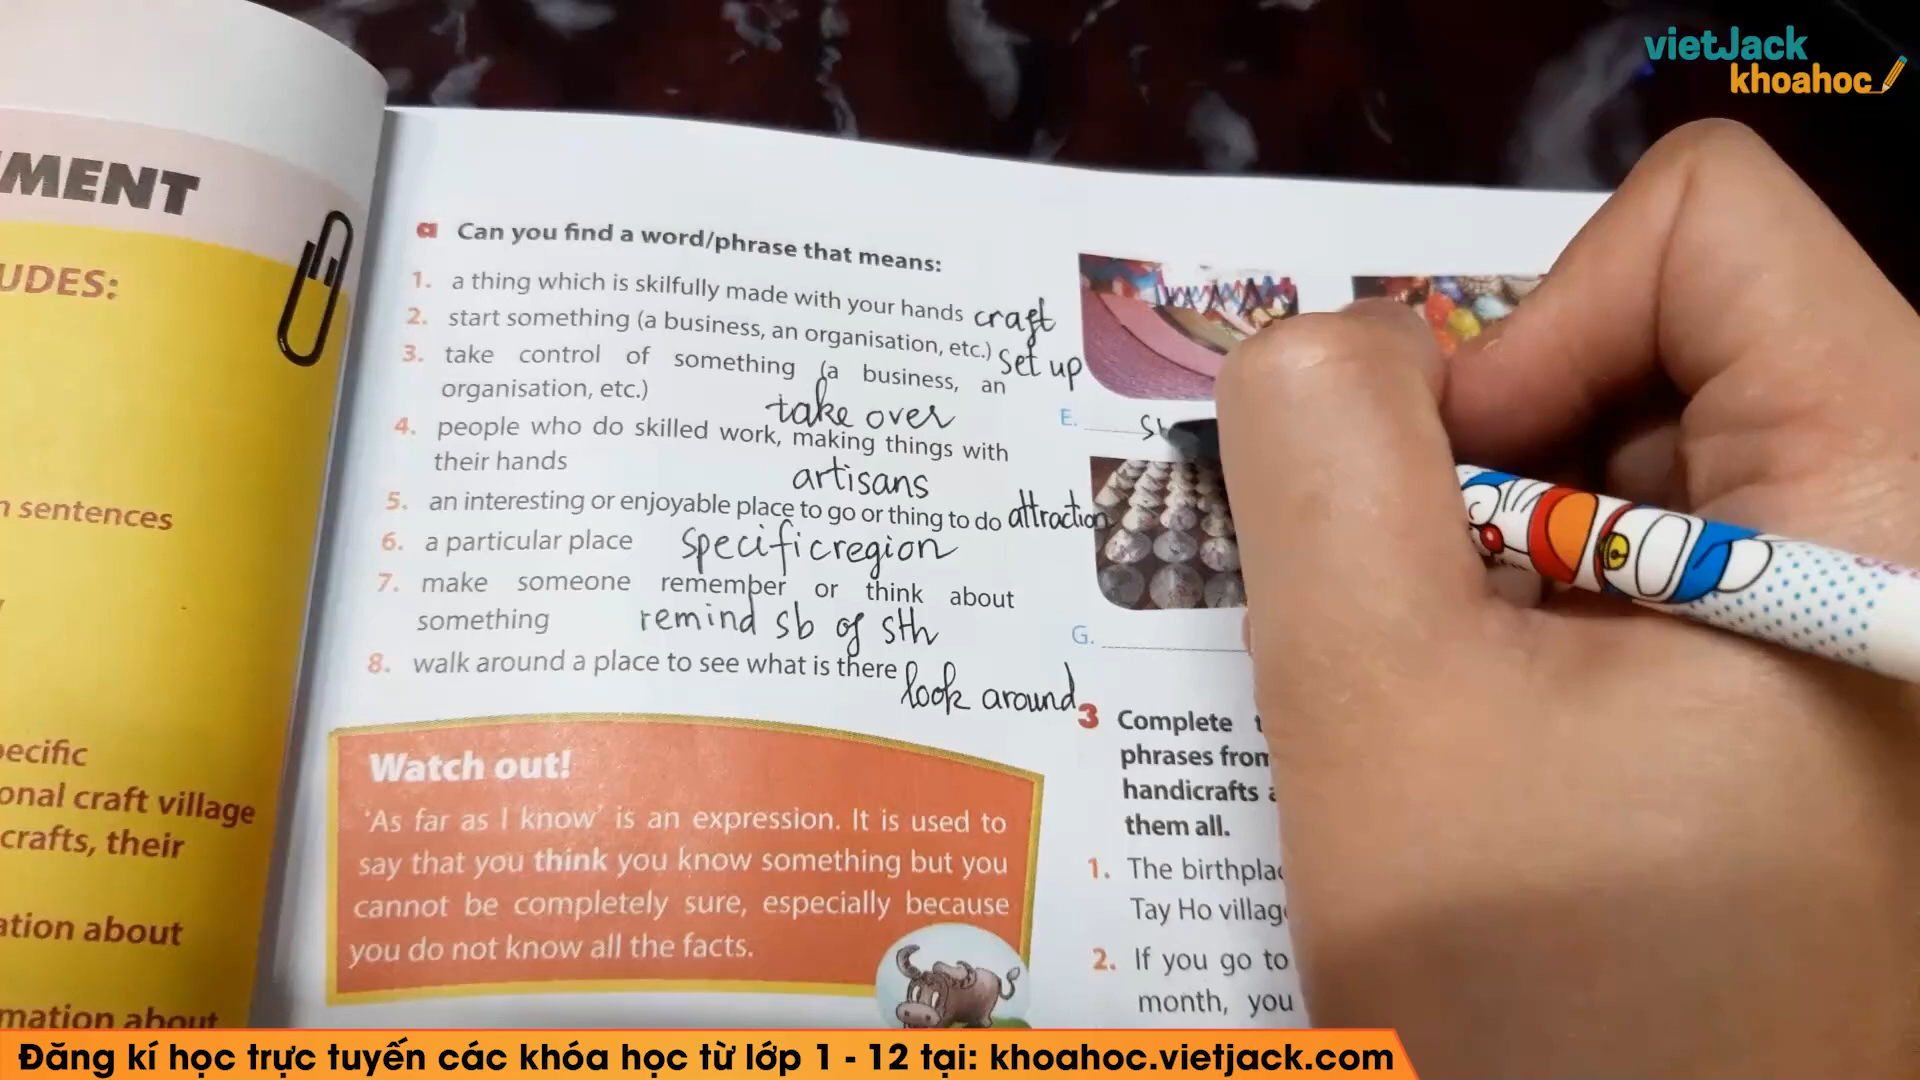 vietJack
khoahoc
MENT
UDES:
sentences
ecific
onal craft village
crafts, their
ation about
mation about
a Can you find a word/phrase that means:
1. a thing which is skilfully made with your hands craft
2. start something (a business, an organisation, etc.) set up
3. take control of something (a business, an
organisation, etc.)
take over
4. people who do skilled work, making things with
their hands
artisans
5. an interesting or enjoyable place to go or thing to do attraction
6. a particular place specific region
7. make someone remember or think about
something remind sb of sth
8. walk around a place to see what is there look around
Watch out!
'As far as I know' is an expression. It is used to
say that you think you know something but you
cannot be completely sure, especially because
you do not know all the facts.
E.
G.
3 Complete
phrases from
handicrafts
them all.
1. The
Tay Ho
2. If you go to
month, you
Đăng kí học trực tuyến các khóa học từ lớp 1 - 12 tại: khoahoc.vietjack.com